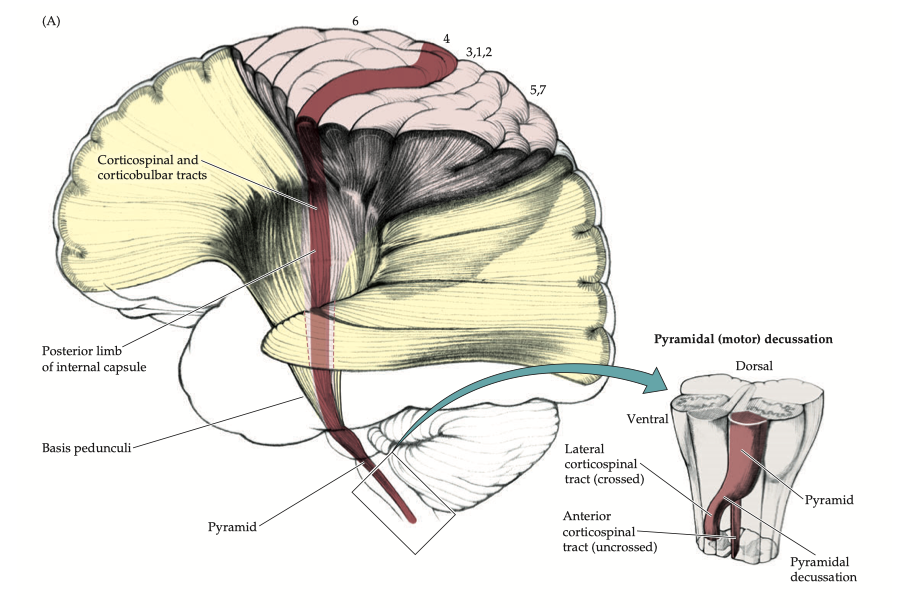 (A)
6
4
3,1,2
5,7
Corticospinal and
corticobulbar tracts
Posterior limb
of internal capsule
Basis pedunculi
Pyramid
Pyramidal (motor) decussation
Dorsal
Ventral
Lateral
corticospinal
tract (crossed)
Pyramid
Anterior
corticospinal
tract (uncrossed)
Pyramidal
decussation